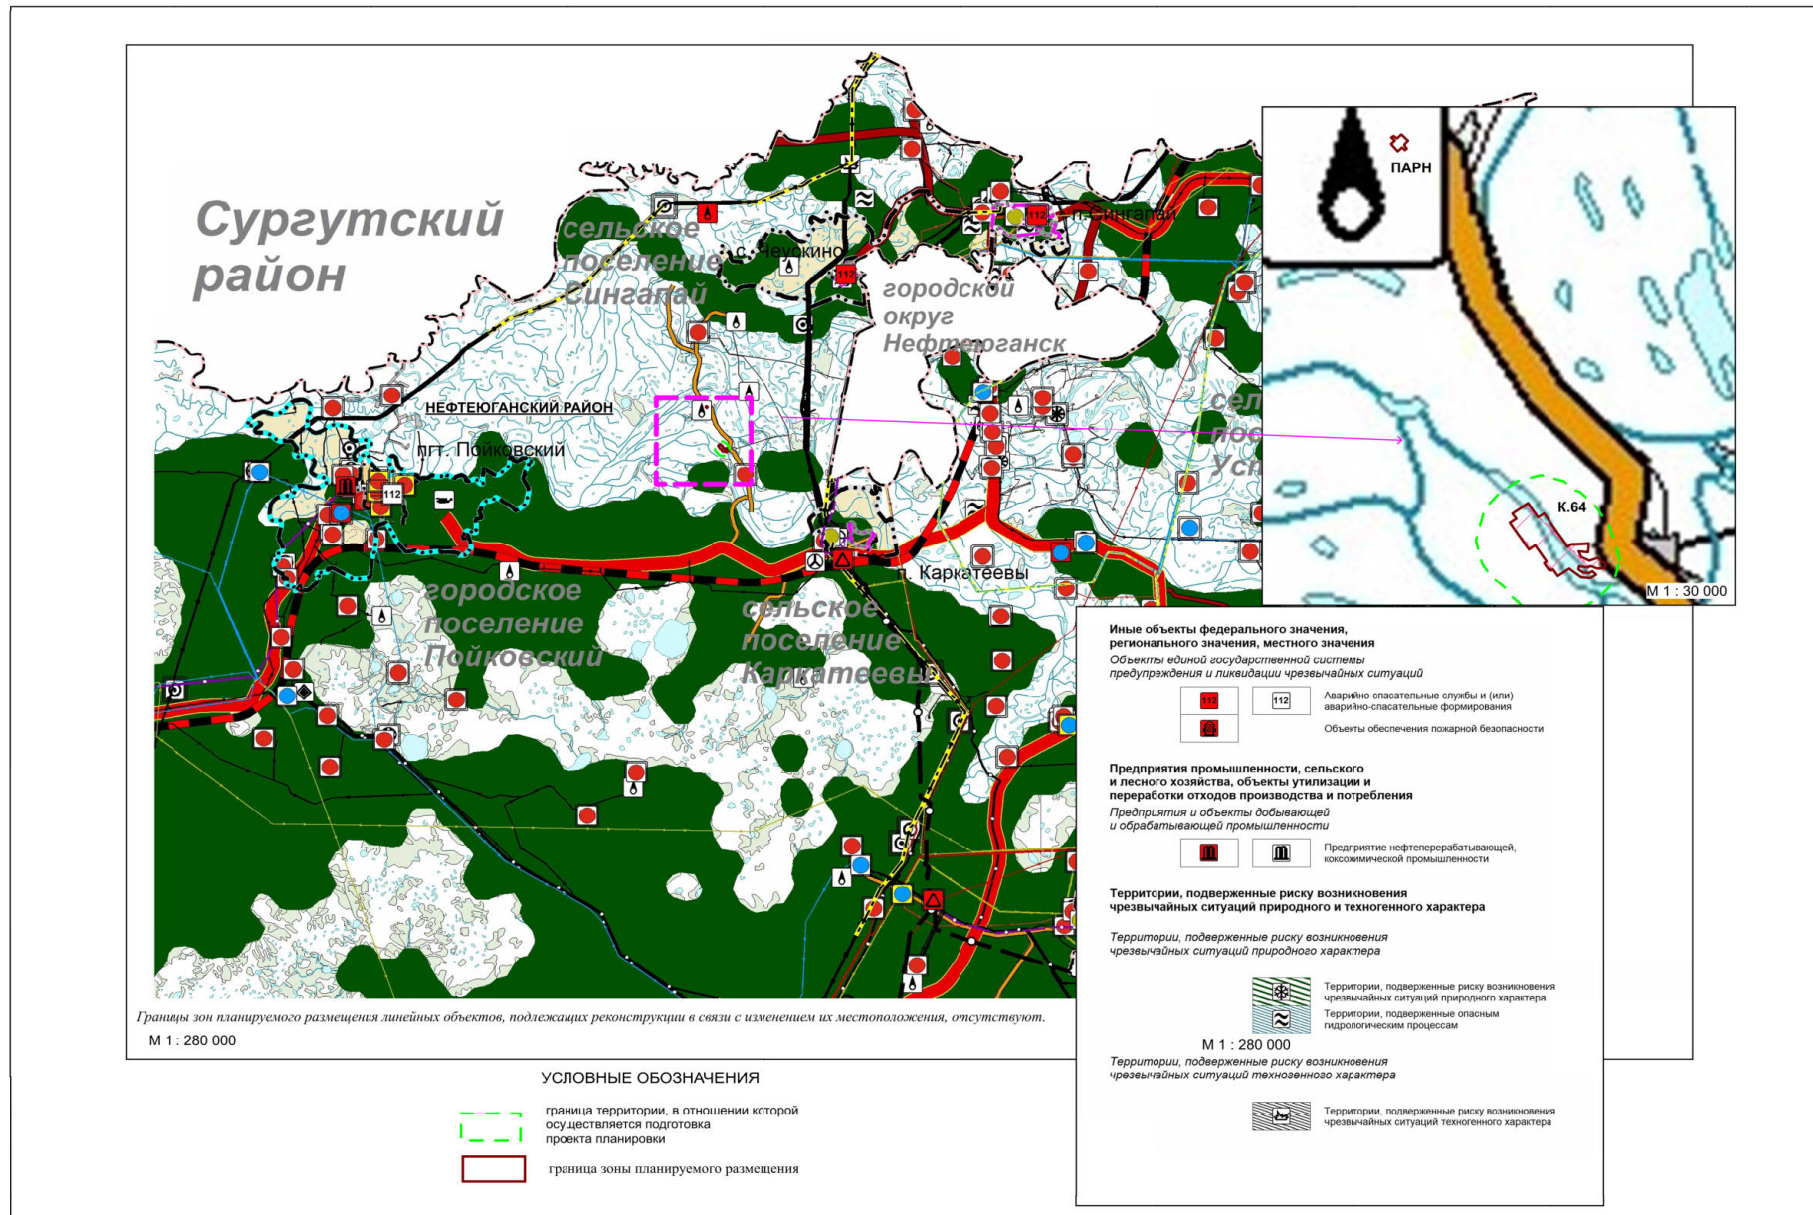 Сургутский
район
сельское
поселение
Сингапай
с. Чеускино
112
112
п. Сингапай
городской
округ
Нефтеюганск
НЕФТЕЮГАНСКИЙ РАЙОН
пгт. Пойковский
112
сел
пос
Усп
п. Каркатеевы
городское
поселение
Пойковский
сельское
поселение
Каркатеевы
ПАРН
К.64
М 1 : 30 000
Иные объекты федерального значения,
регионального значения, местного значения
Объекты единой государственной системы
предупреждения и ликвидации чрезвычайных ситуаций
112
112
Аварийно спасательные службы и (или)
аварийно-спасательные формирования
Объекты обеспечения пожарной безопасности
Предприятия промышленности, сельского
и лесного хозяйства, объекты утилизации и
переработки отходов производства и потребления
Предприятия и объекты добывающей
и обрабатывающей промышленности
Предприятие нефтеперерабатывающей,
коксохимической промышленности
Территории, подверженные риску возникновения
чрезвычайных ситуаций природного и техногенного характера
Территории, подверженные риску возникновения
чрезвычайных ситуаций природного характера
Территории, подверженные риску возникновения
чрезвычайных ситуаций природного характера
Территории, подверженные опасным
гидрологическим процессам
М 1 : 280 000
Территории, подверженные риску возникновения
чрезвычайных ситуаций техногенного характера
Территории, подверженные риску возникновения
чрезвычайных ситуаций техногенного характера
Границы зон планируемого размещения линейных объектов, подлежащих реконструкции в связи с изменением их местоположения, отсутствуют.
М 1 : 280 000
УСЛОВНЫЕ ОБОЗНАЧЕНИЯ
граница территории, в отношении которой
осуществляется подготовка
проекта планировки
граница зоны планируемого размещения